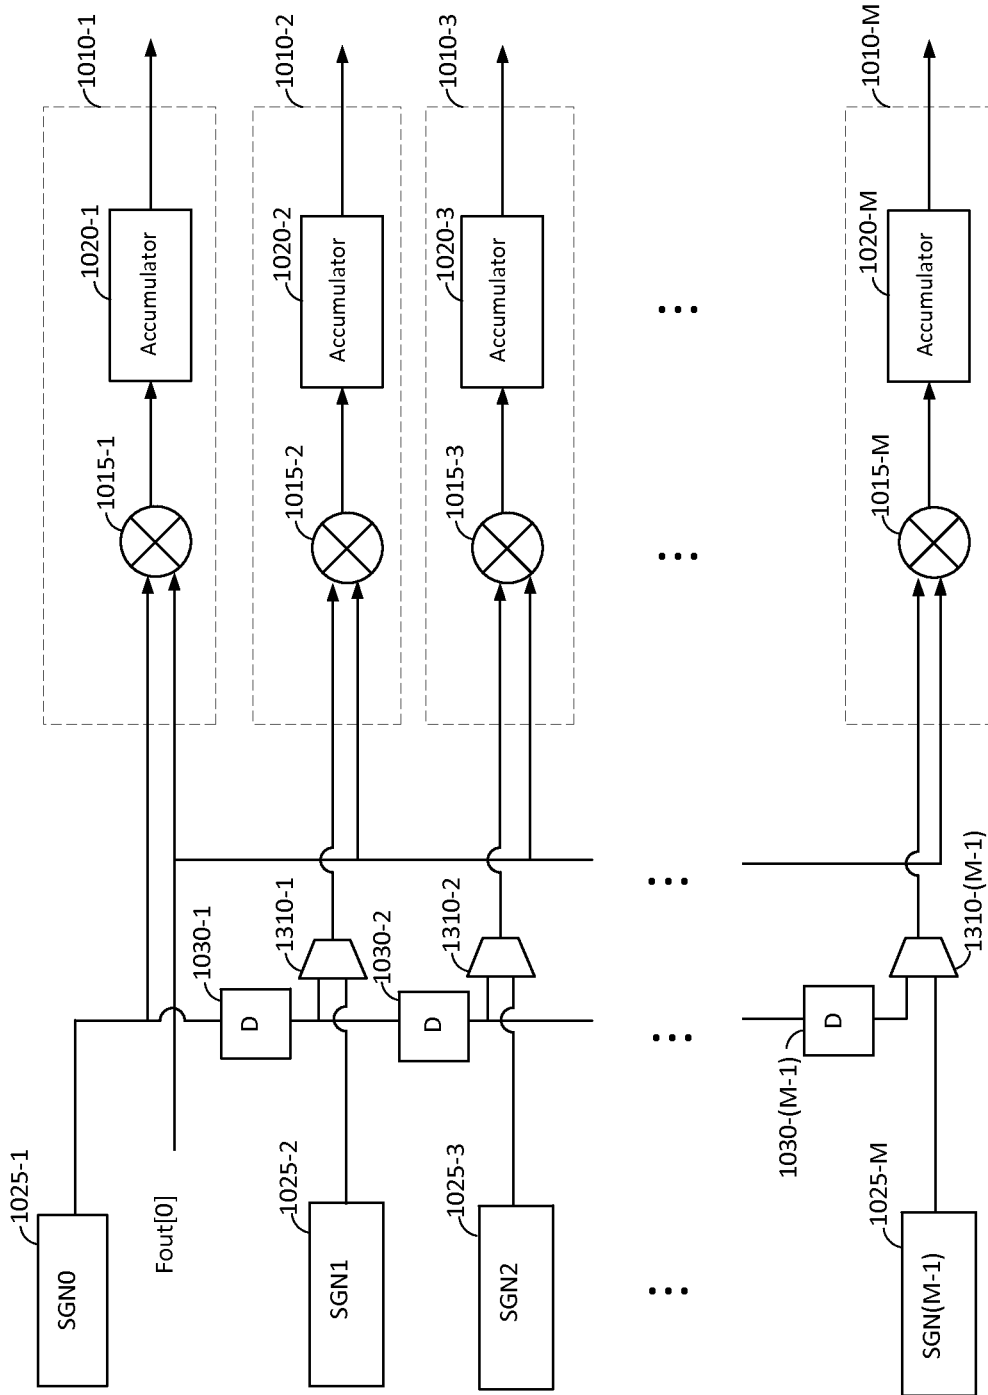 1010-1
1010-2
1010-3
1010-M
1020-1
1020-2
1020-3
1020-M
Accumulator
Accumulator
Accumulator
Accumulator
...
1015-1
1015-2
1015-3
1015-M
...
1310-1
1310-2
1310-(M-1)
...
1030-1
1030-2
1030-(M-1)
D
D
D
...
1025-1
1025-2
1025-3
1025-M
Fout[0]
SGN0
SGN1
SGN2
SGN(M-1)
...